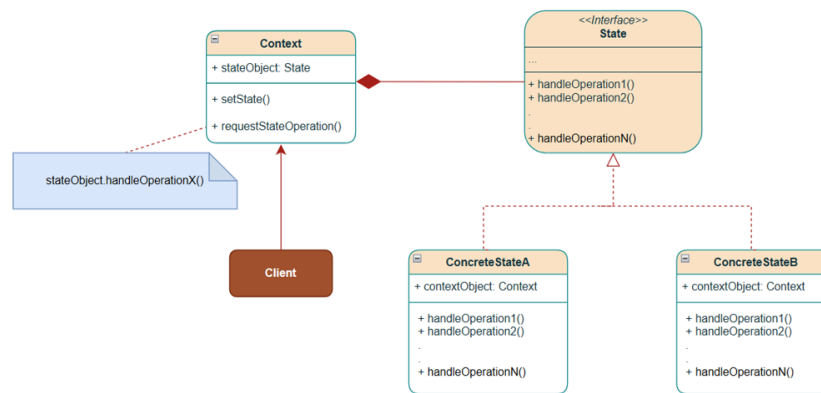 Context
+ stateObject: State
+ setState()
+ requestStateOperation()
<<Interface>>
State
...
+ handleOperation1()
+ handleOperation2()
.
.
+ handleOperationN()
stateObject.handleOperationX()
Client
ConcreteStateA
+ contextObject: Context
+ handleOperation1()
+ handleOperation2()
.
.
+ handleOperationN()
ConcreteStateB
+ contextObject: Context
+ handleOperation1()
+ handleOperation2()
.
.
+ handleOperationN()